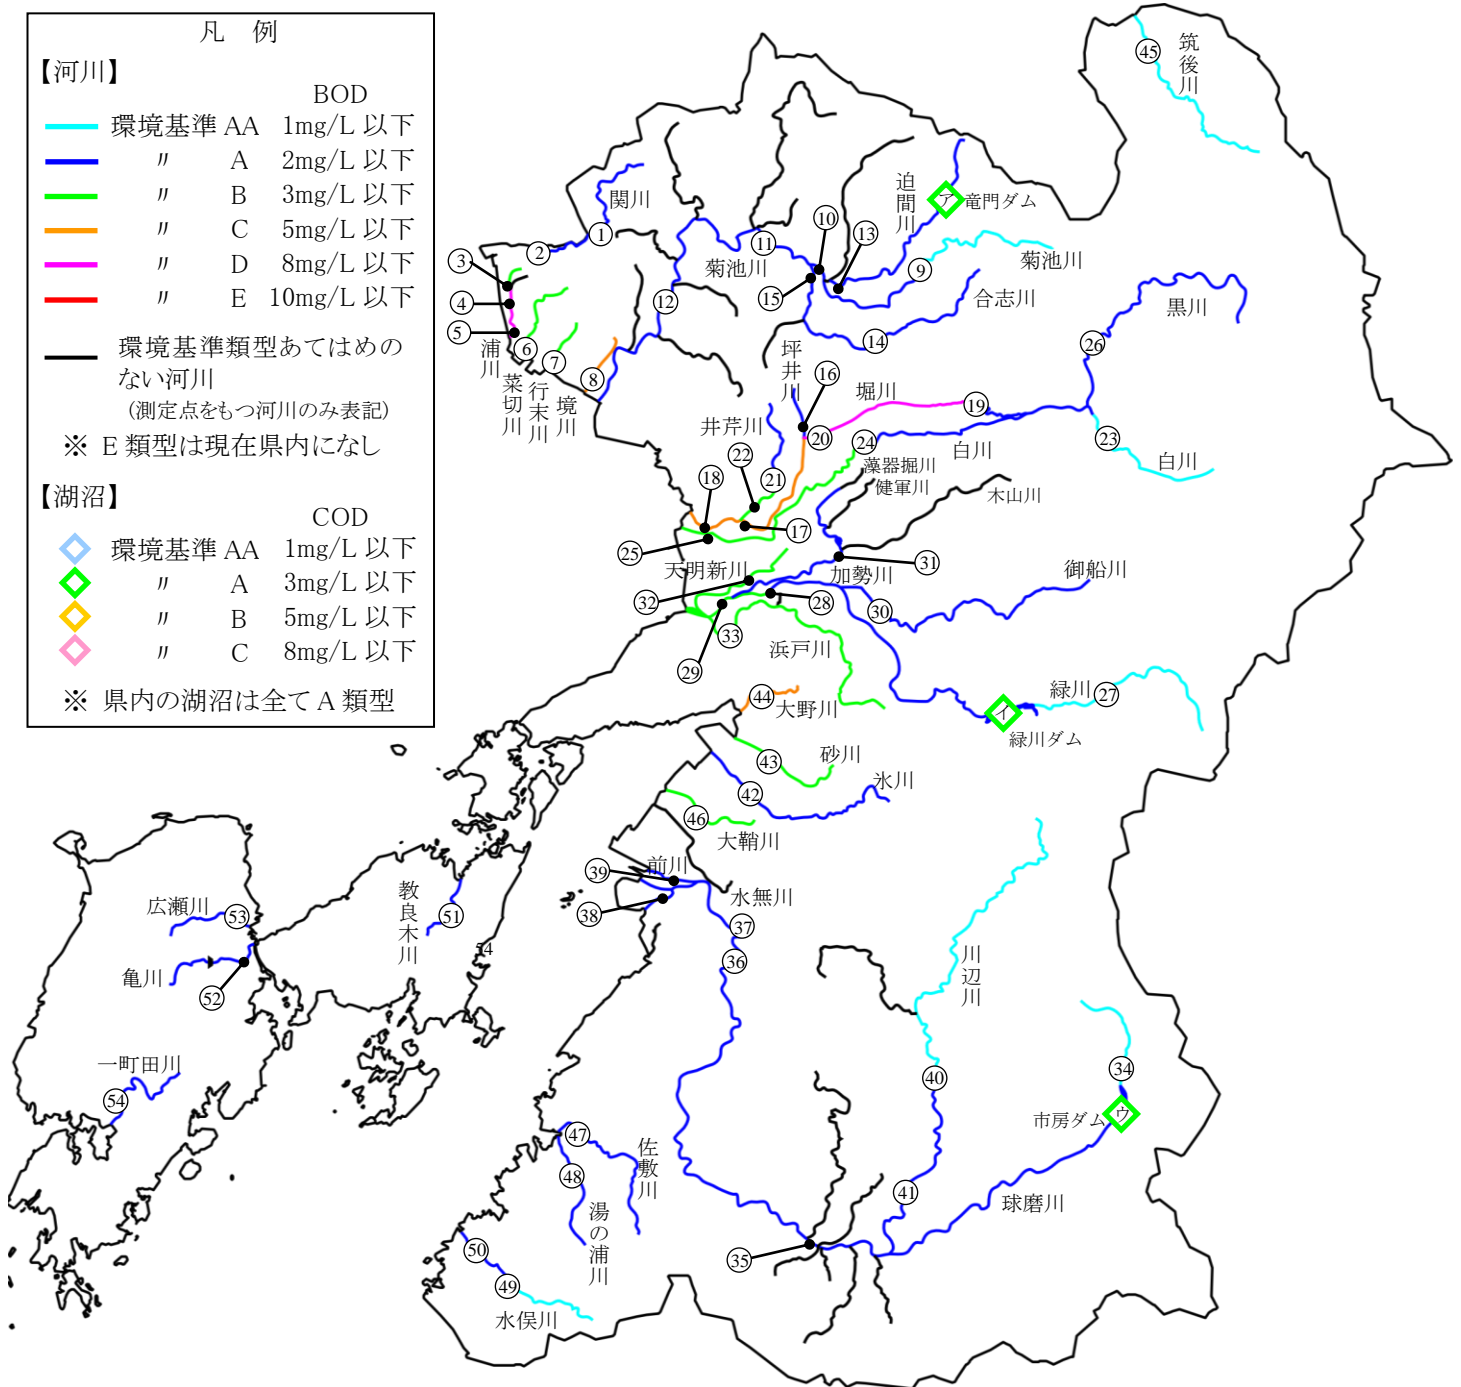 凡 例
【河川】
BOD
環境基準 AA 1mg/L 以下
〃 A 2mg/L 以下
〃 B 3mg/L 以下
〃 C 5mg/L 以下
〃 D 8mg/L 以下
〃 E 10mg/L 以下
環境基準類型あてはめの
ない河川
(測定点をもつ河川のみ表記)
※ E 類型は現在県内になし
【湖沼】
COD
環境基準 AA 1mg/L 以下
〃 A 3mg/L 以下
〃 B 5mg/L 以下
〃 C 8mg/L 以下
※ 県内の湖沼は全て A 類型
㊺
筑後川
関川
①
②
③
④
⑤
⑥
⑦
⑧
浦川
菜切川
行末川
境川
迫間川
ア
竜門ダム
⑩
⑬
⑪
菊池川
⑨
菊池川
⑮
合志川
⑫
⑭
黒川
㉖
坪井川
⑯
堀川
⑲
井芹川
⑳
㉔
白川
㉓
白川
㉒
㉑
⑱
⑰
㉕
藻器堀川
健軍川
木山川
天明新川
加勢川
㉛
御船川
㉜
㉘
㉚
㉝
浜戸川
㉙
㊹
大野川
緑川
㉗
イ
緑川ダム
㊸
砂川
㊷
氷川
㊻
大鞘川
㊴
前川
㊳
水無川
㊲
㊱
広瀬川
53
亀川
52
教良木川
51
54
一町田川
54
川辺川
㊵
㉞
市房ダム
ウ
㊼
㊽
佐敷川
湯の浦川
㊶
球磨川
㉟
㊿
㊾
水俣川